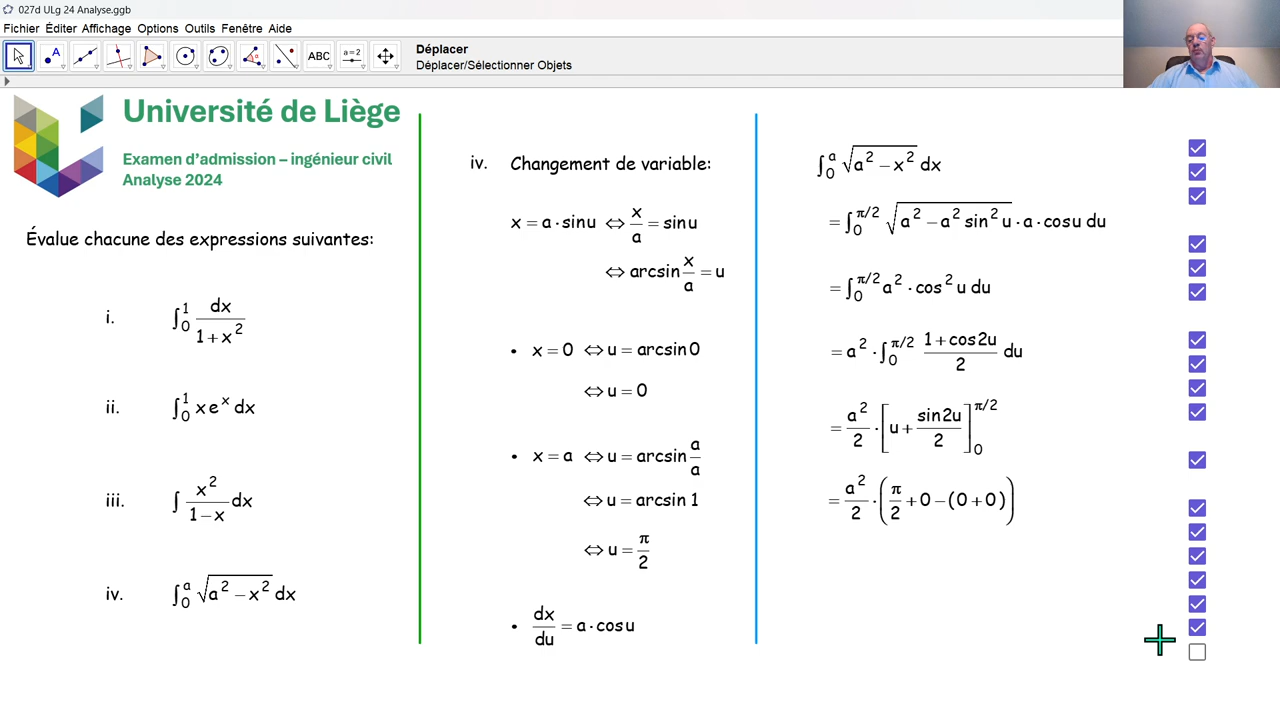 027d ULg 24 Analyse.ggb
Fichier Éditer Affichage Options Outils Fenêtre Aide
A
ABC
a=2
Déplacer
Déplacer/Sélectionner Objets
Université de Liège
Examen d’admission – ingénieur civil
Analyse 2024
Évalue chacune des expressions suivantes:
i. ∫₀¹ dx/(1+x²)
ii. ∫₀¹ xeˣ dx
iii. ∫ x²/(1−x) dx
iv. ∫₀ᵃ √(a²−x²) dx
iv. Changement de variable:
x = a·sinu ⇔ x/a = sinu
⇔ arcsin x/a = u
• x = 0 ⇔ u = arcsin0
⇔ u = 0
• x = a ⇔ u = arcsin a/a
⇔ u = arcsin 1
⇔ u = π/2
• dx/du = a·cosu
∫₀ᵃ √(a²−x²) dx
= ∫₀^(π/2) √(a²−a²sin²u)·a·cosu du
= ∫₀^(π/2) a²·cos²u du
= a²·∫₀^(π/2) (1+cos2u)/2 du
= a²/2·[u+sin2u/2]₀^(π/2)
= a²/2·(π/2+0−(0+0))